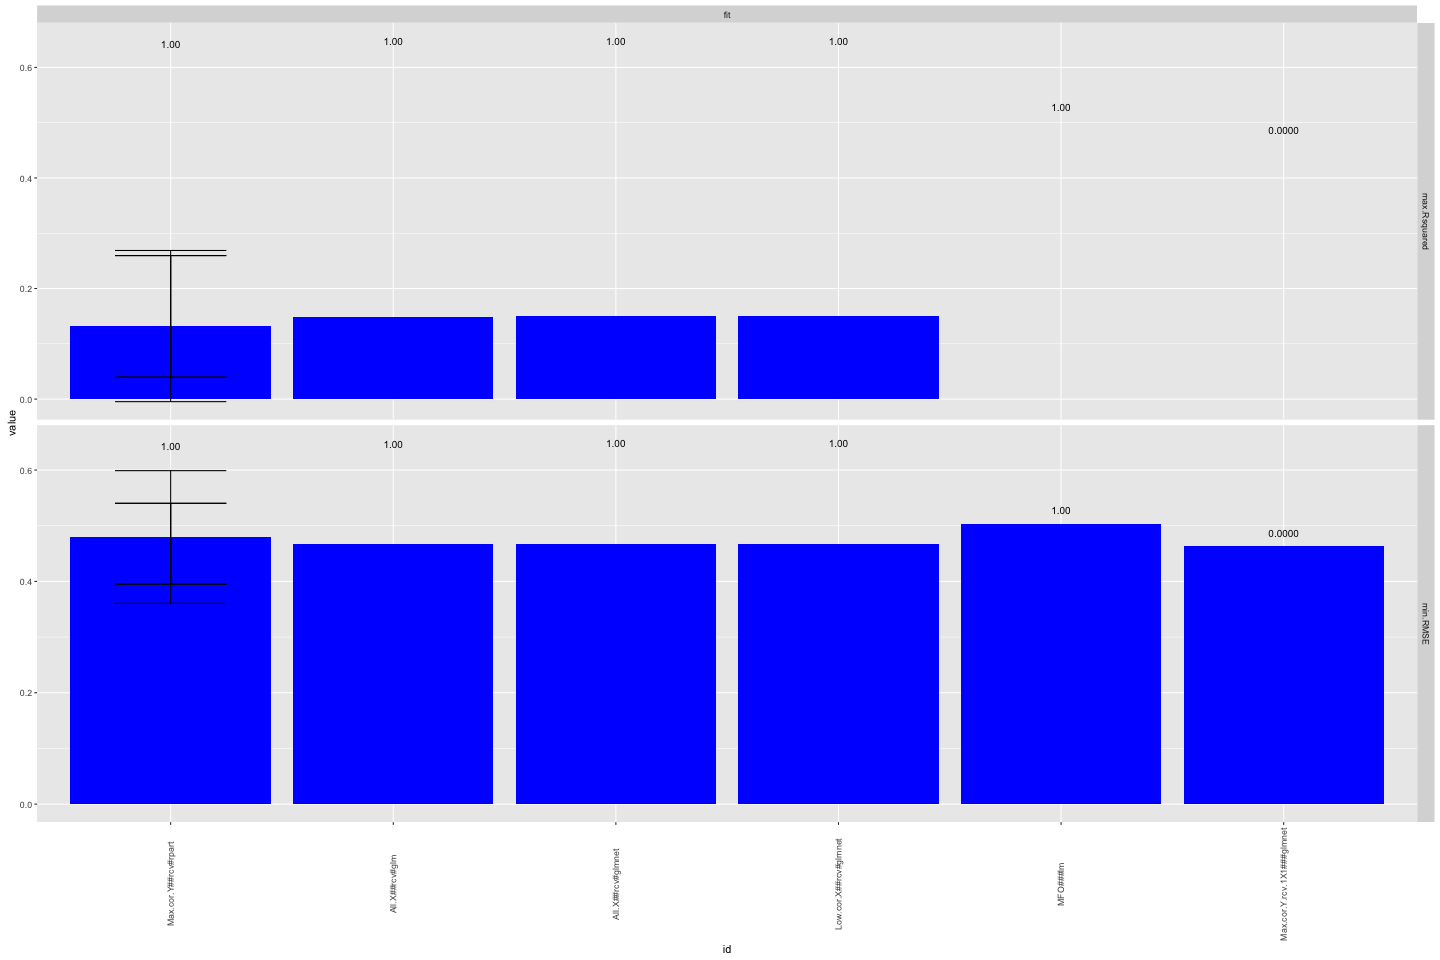 fit
1.00 1.00 1.00 1.00 1.00 0.0000
0.6
0.4
0.2
0.0
max.Rsquared
value
1.00 1.00 1.00 1.00 1.00 0.0000
0.6
0.4
0.2
0.0
min.RMSE
Max.cor.Y##rcv#rpart
All.X##rcv#glm
All.X##rcv#glmnet
Low.cor.X##rcv#glmnet
MFO###lm
Max.cor.Y.rcv.1X1###glmnet
id